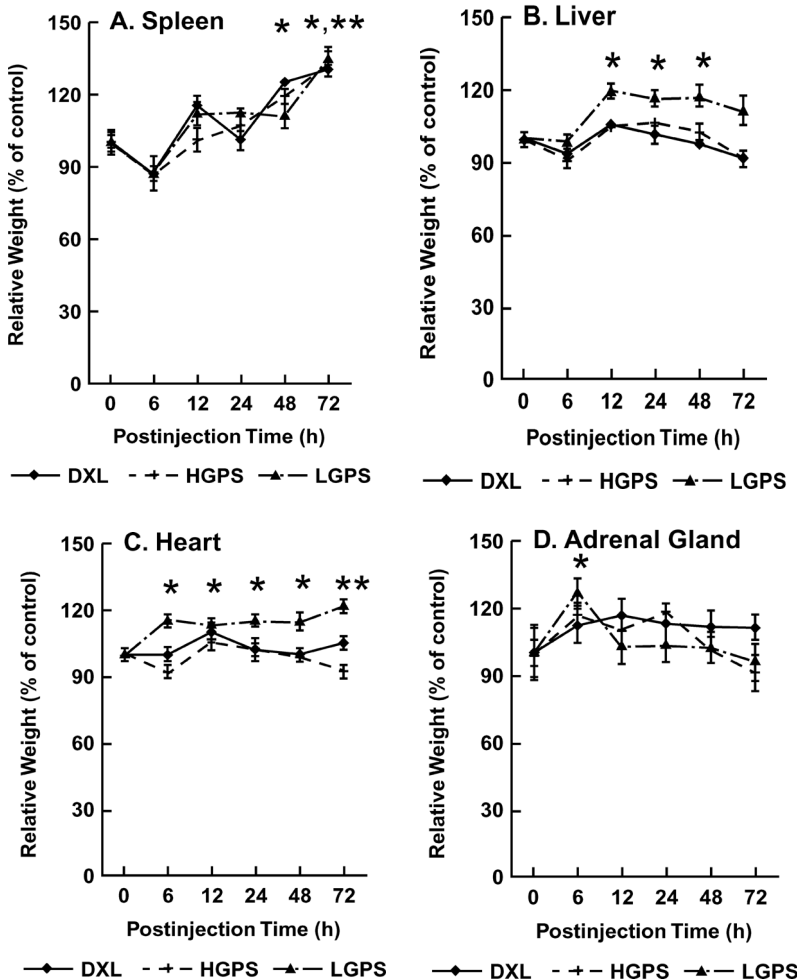 A. Spleen
* *,**
Relative Weight (% of control)
150
120
90
60
30
0
0 6 12 24 48 72
Postinjection Time (h)
DXL HGPS LGPS
B. Liver
* * *
Relative Weight (% of control)
150
120
90
60
30
0
0 6 12 24 48 72
Postinjection Time (h)
DXL HGPS LGPS
C. Heart
* * * * **
Relative Weight (% of control)
150
120
90
60
30
0
0 6 12 24 48 72
Postinjection Time (h)
DXL HGPS LGPS
D. Adrenal Gland
*
Relative Weight (% of control)
150
120
90
60
30
0
0 6 12 24 48 72
Postinjection Time (h)
DXL HGPS LGPS